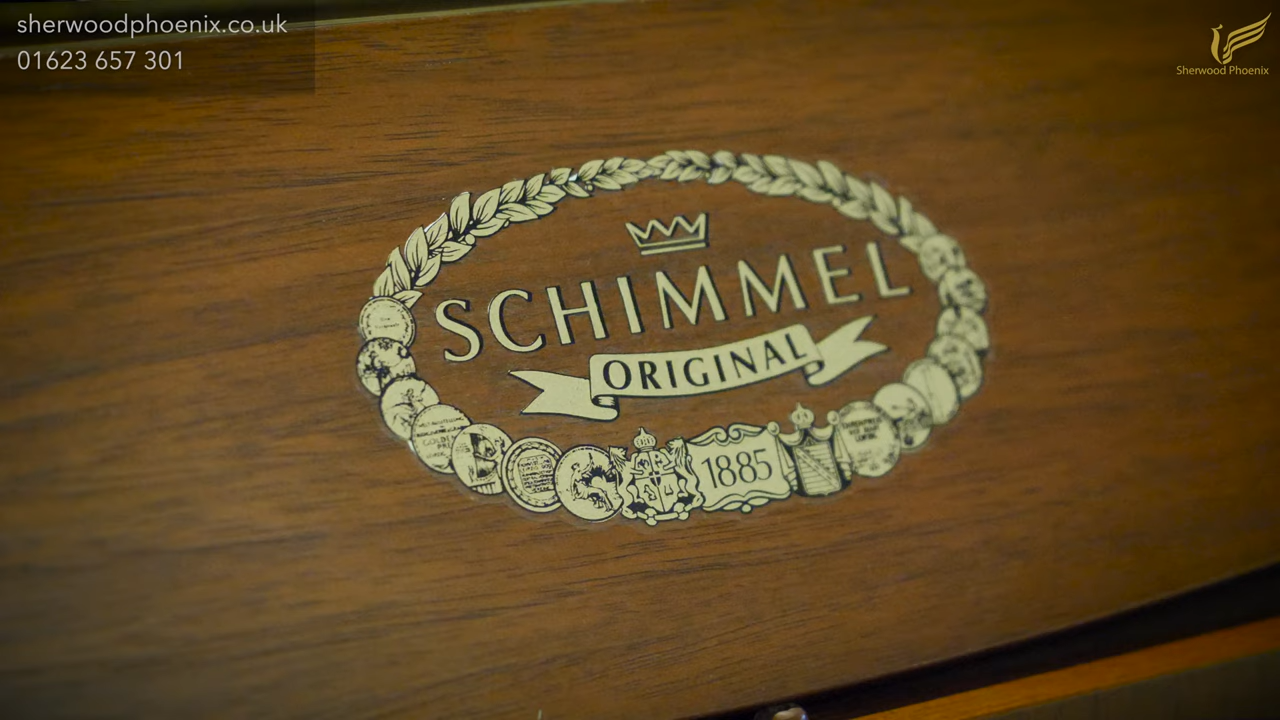 sherwoodphoenix.co.uk
01623 657 301
Sherwood Phoenix
SCHIMMEL
ORIGINAL
1885